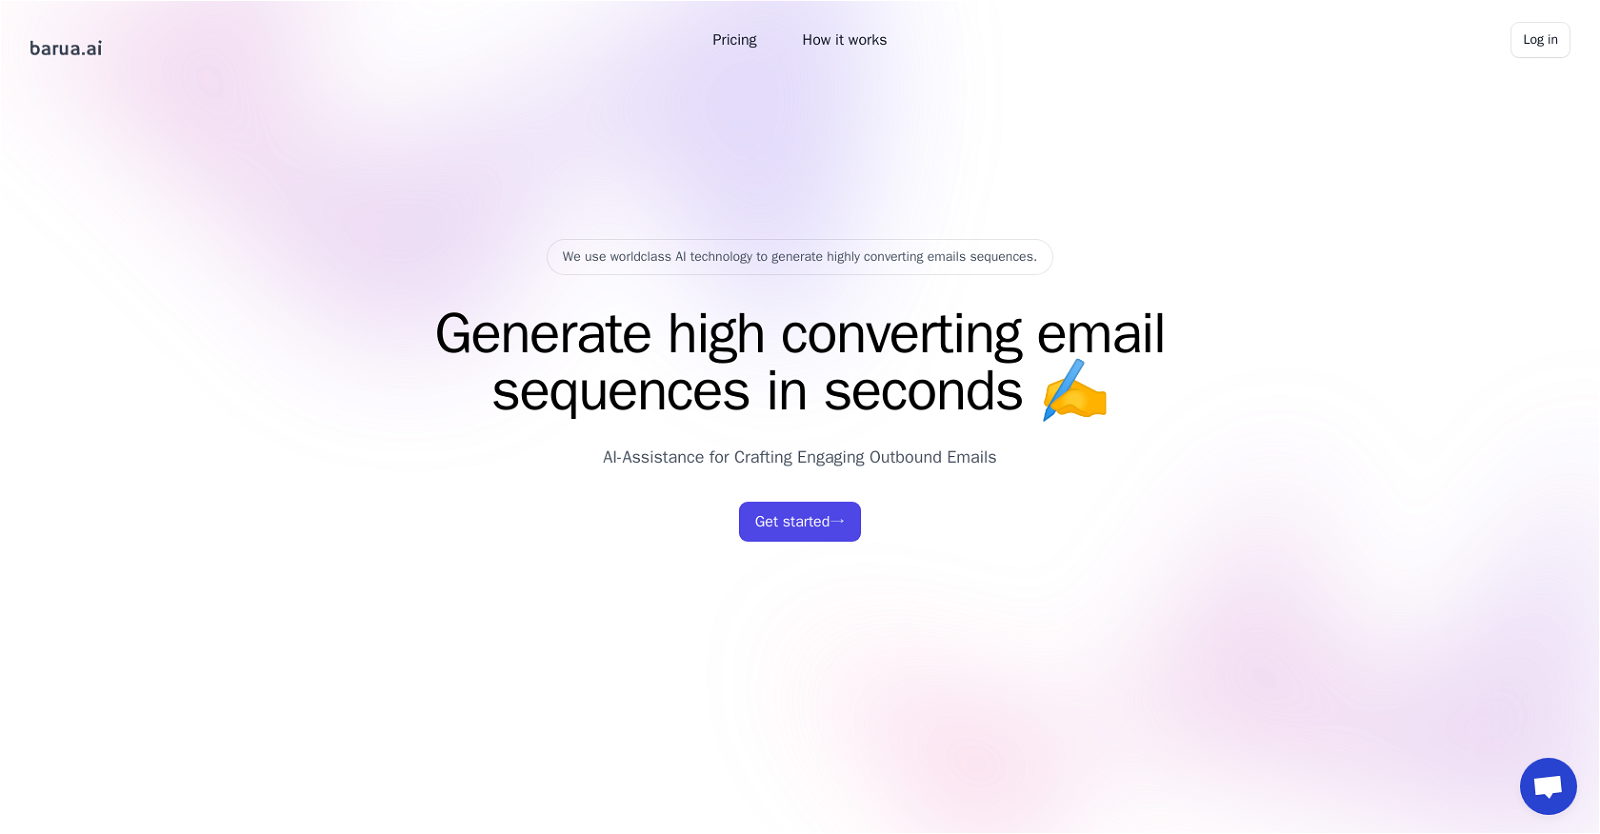 barua.ai
Pricing
How it works
Log in
We use worldclass AI technology to generate highly converting emails sequences.
Generate high converting email
sequences in seconds ✍️
AI-Assistance for Crafting Engaging Outbound Emails
Get started→